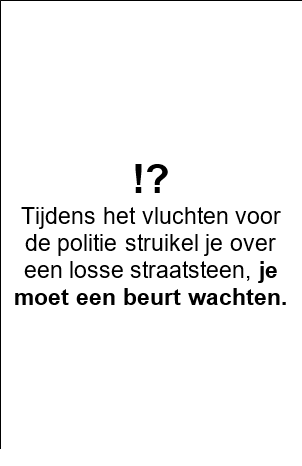 !?
Tijdens het vluchten voor
de politie struikel je over
een losse straatsteen, je
moet een beurt wachten.